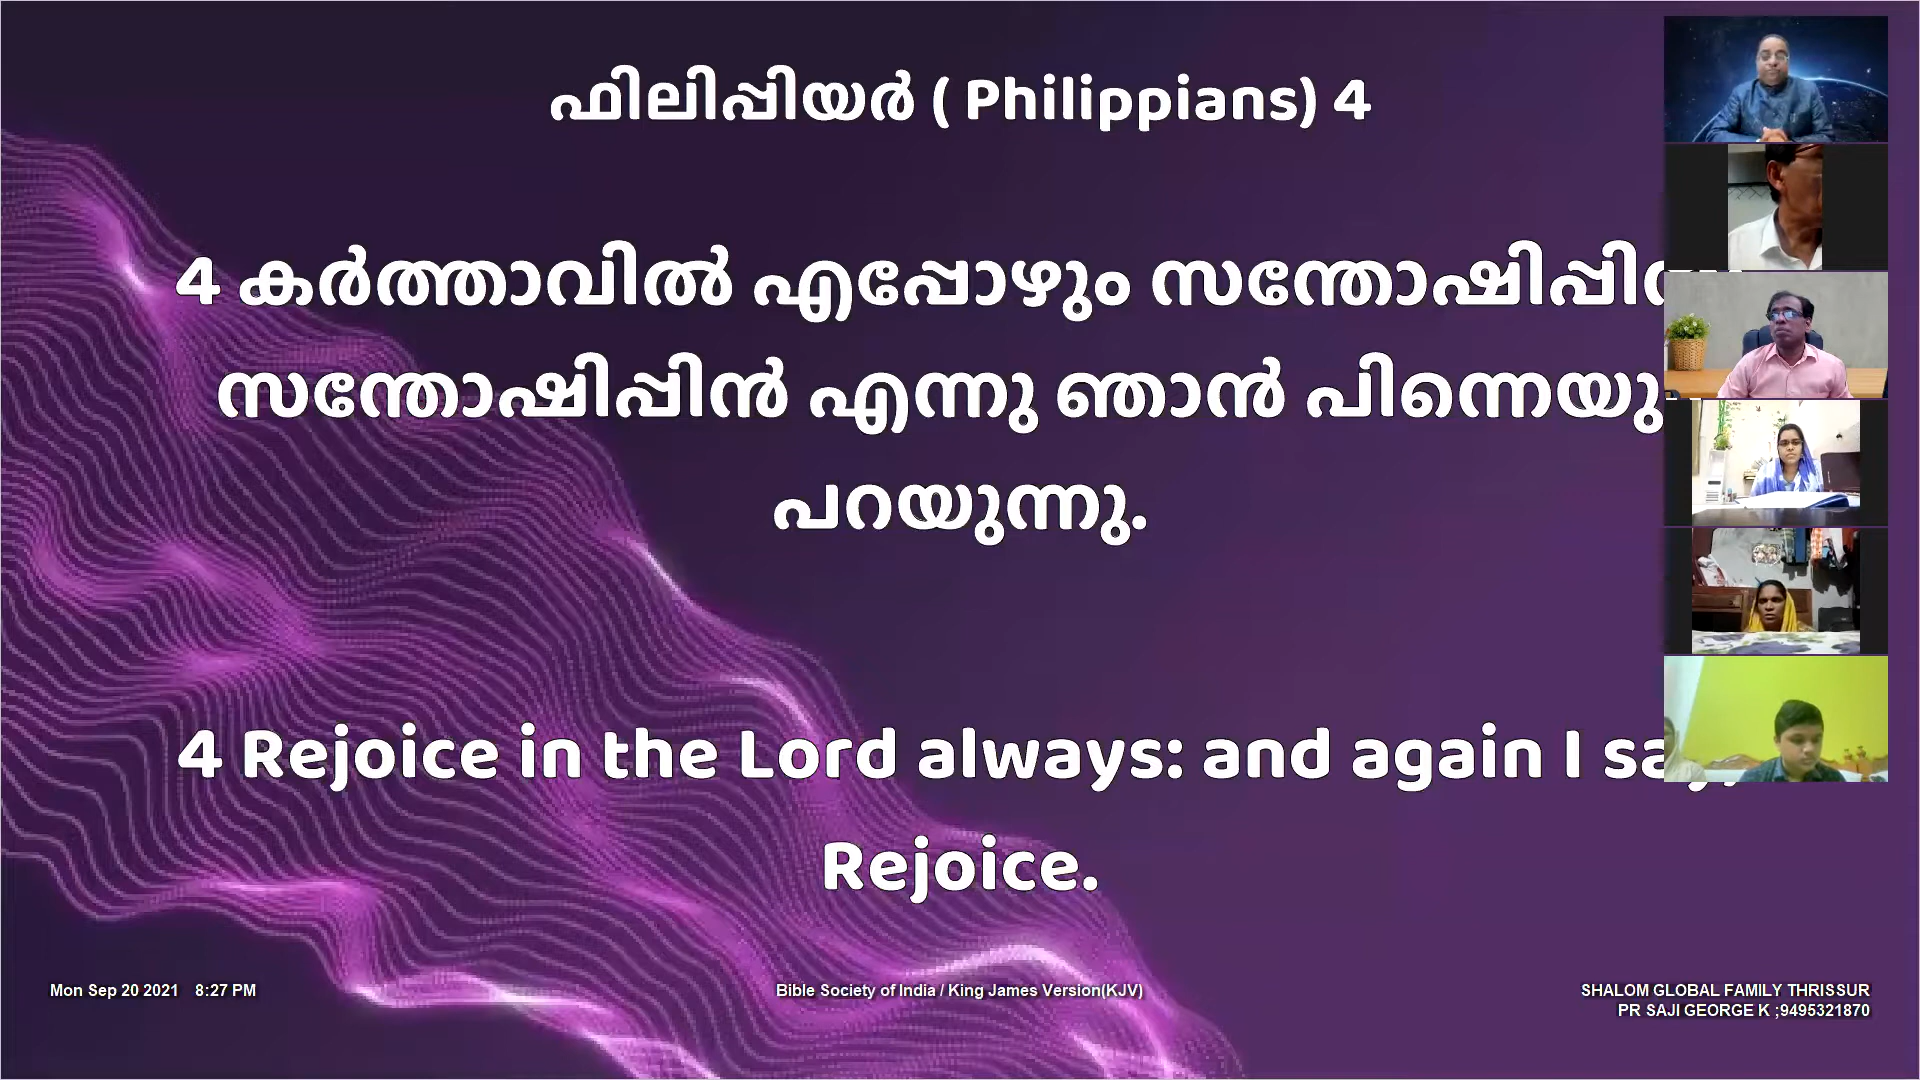 ഫിലിപ്പിയർ ( Philippians) 4
4 കർത്താവിൽ എപ്പോഴും
സന്തോഷിപ്പിൻ എന്നു ഞാൻ
പറയുന്നു.
4 Rejoice in the Lord always: and again I
Rejoice.
Mon Sep 20 2021 8:27 PM
Bible Society of India / King James Version(KJV)
SHALOM GLOBAL FAMILY THRISSUR
PR SAJI GEORGE K ;9495321870